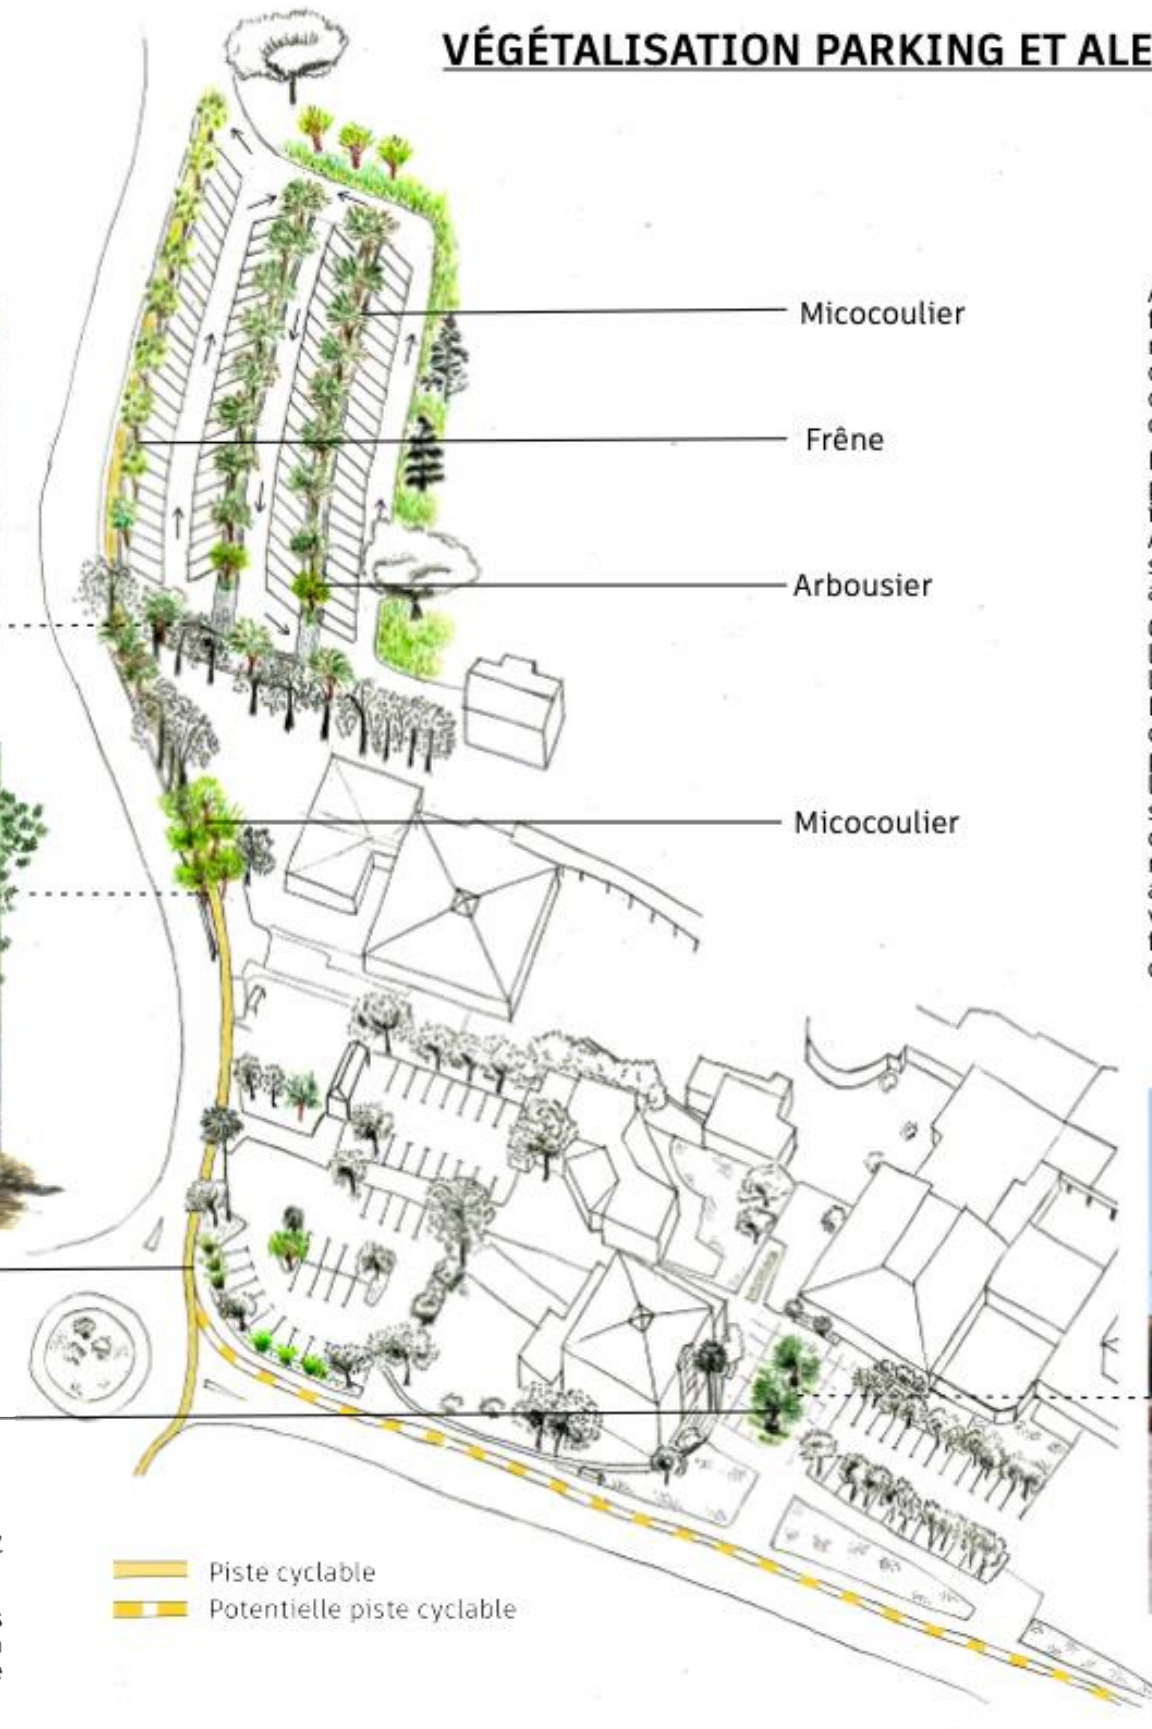 VÉGÉTALISATION PARKING ET ALE
Micocoulier
Frêne
Arbousier
Micocoulier
Piste cyclable
Potentielle piste cyclable